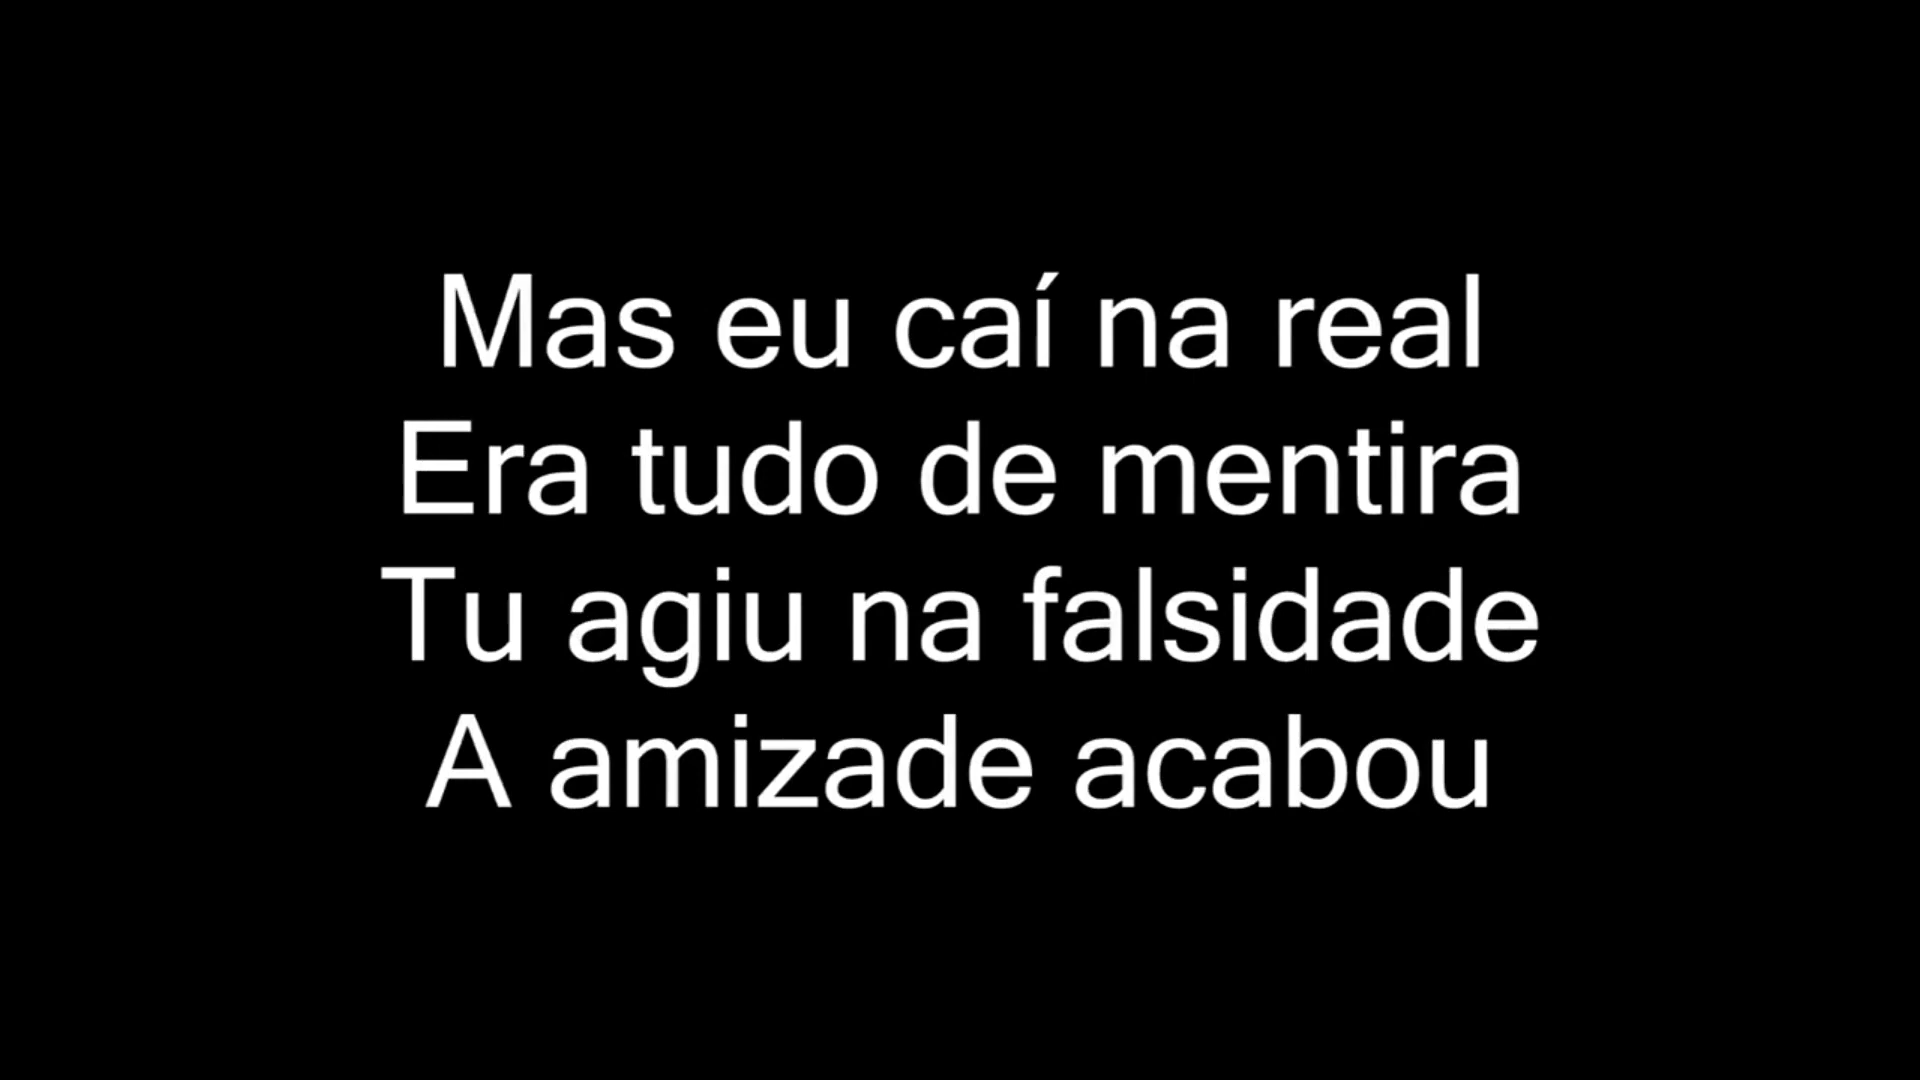 Mas eu caí na real
Era tudo de mentira
Tu agiu na falsidade
A amizade acabou